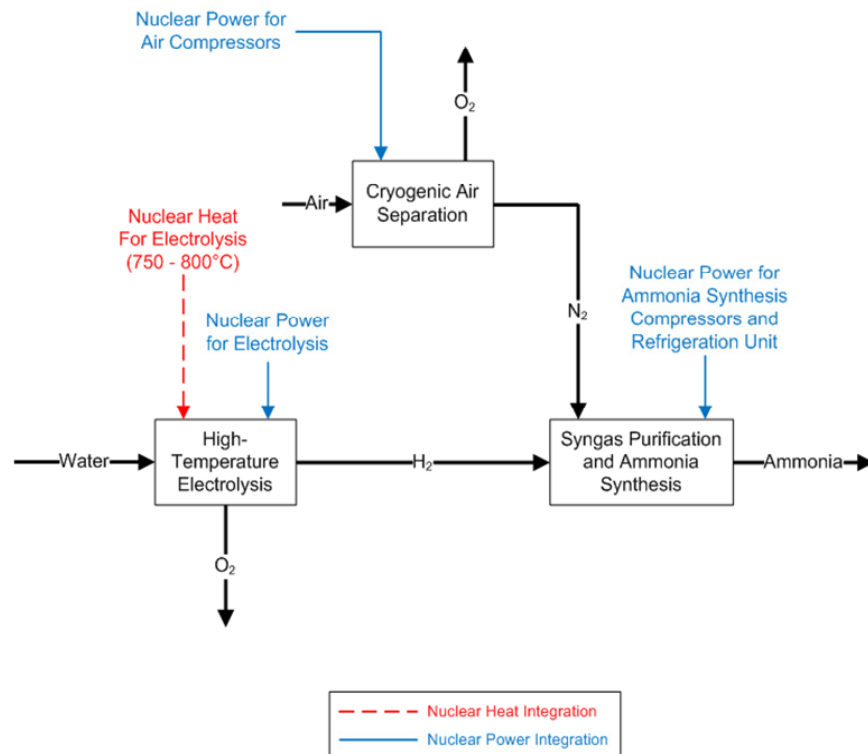 Nuclear Power for
Air Compressors
O₂
Air
Cryogenic Air
Separation
Nuclear Heat
For Electrolysis
(750 - 800°C)
Nuclear Power
for Electrolysis
N₂
Nuclear Power for
Ammonia Synthesis
Compressors and
Refrigeration Unit
Water
High-
Temperature
Electrolysis
H₂
Syngas Purification
and Ammonia
Synthesis
Ammonia
O₂
Nuclear Heat Integration
Nuclear Power Integration